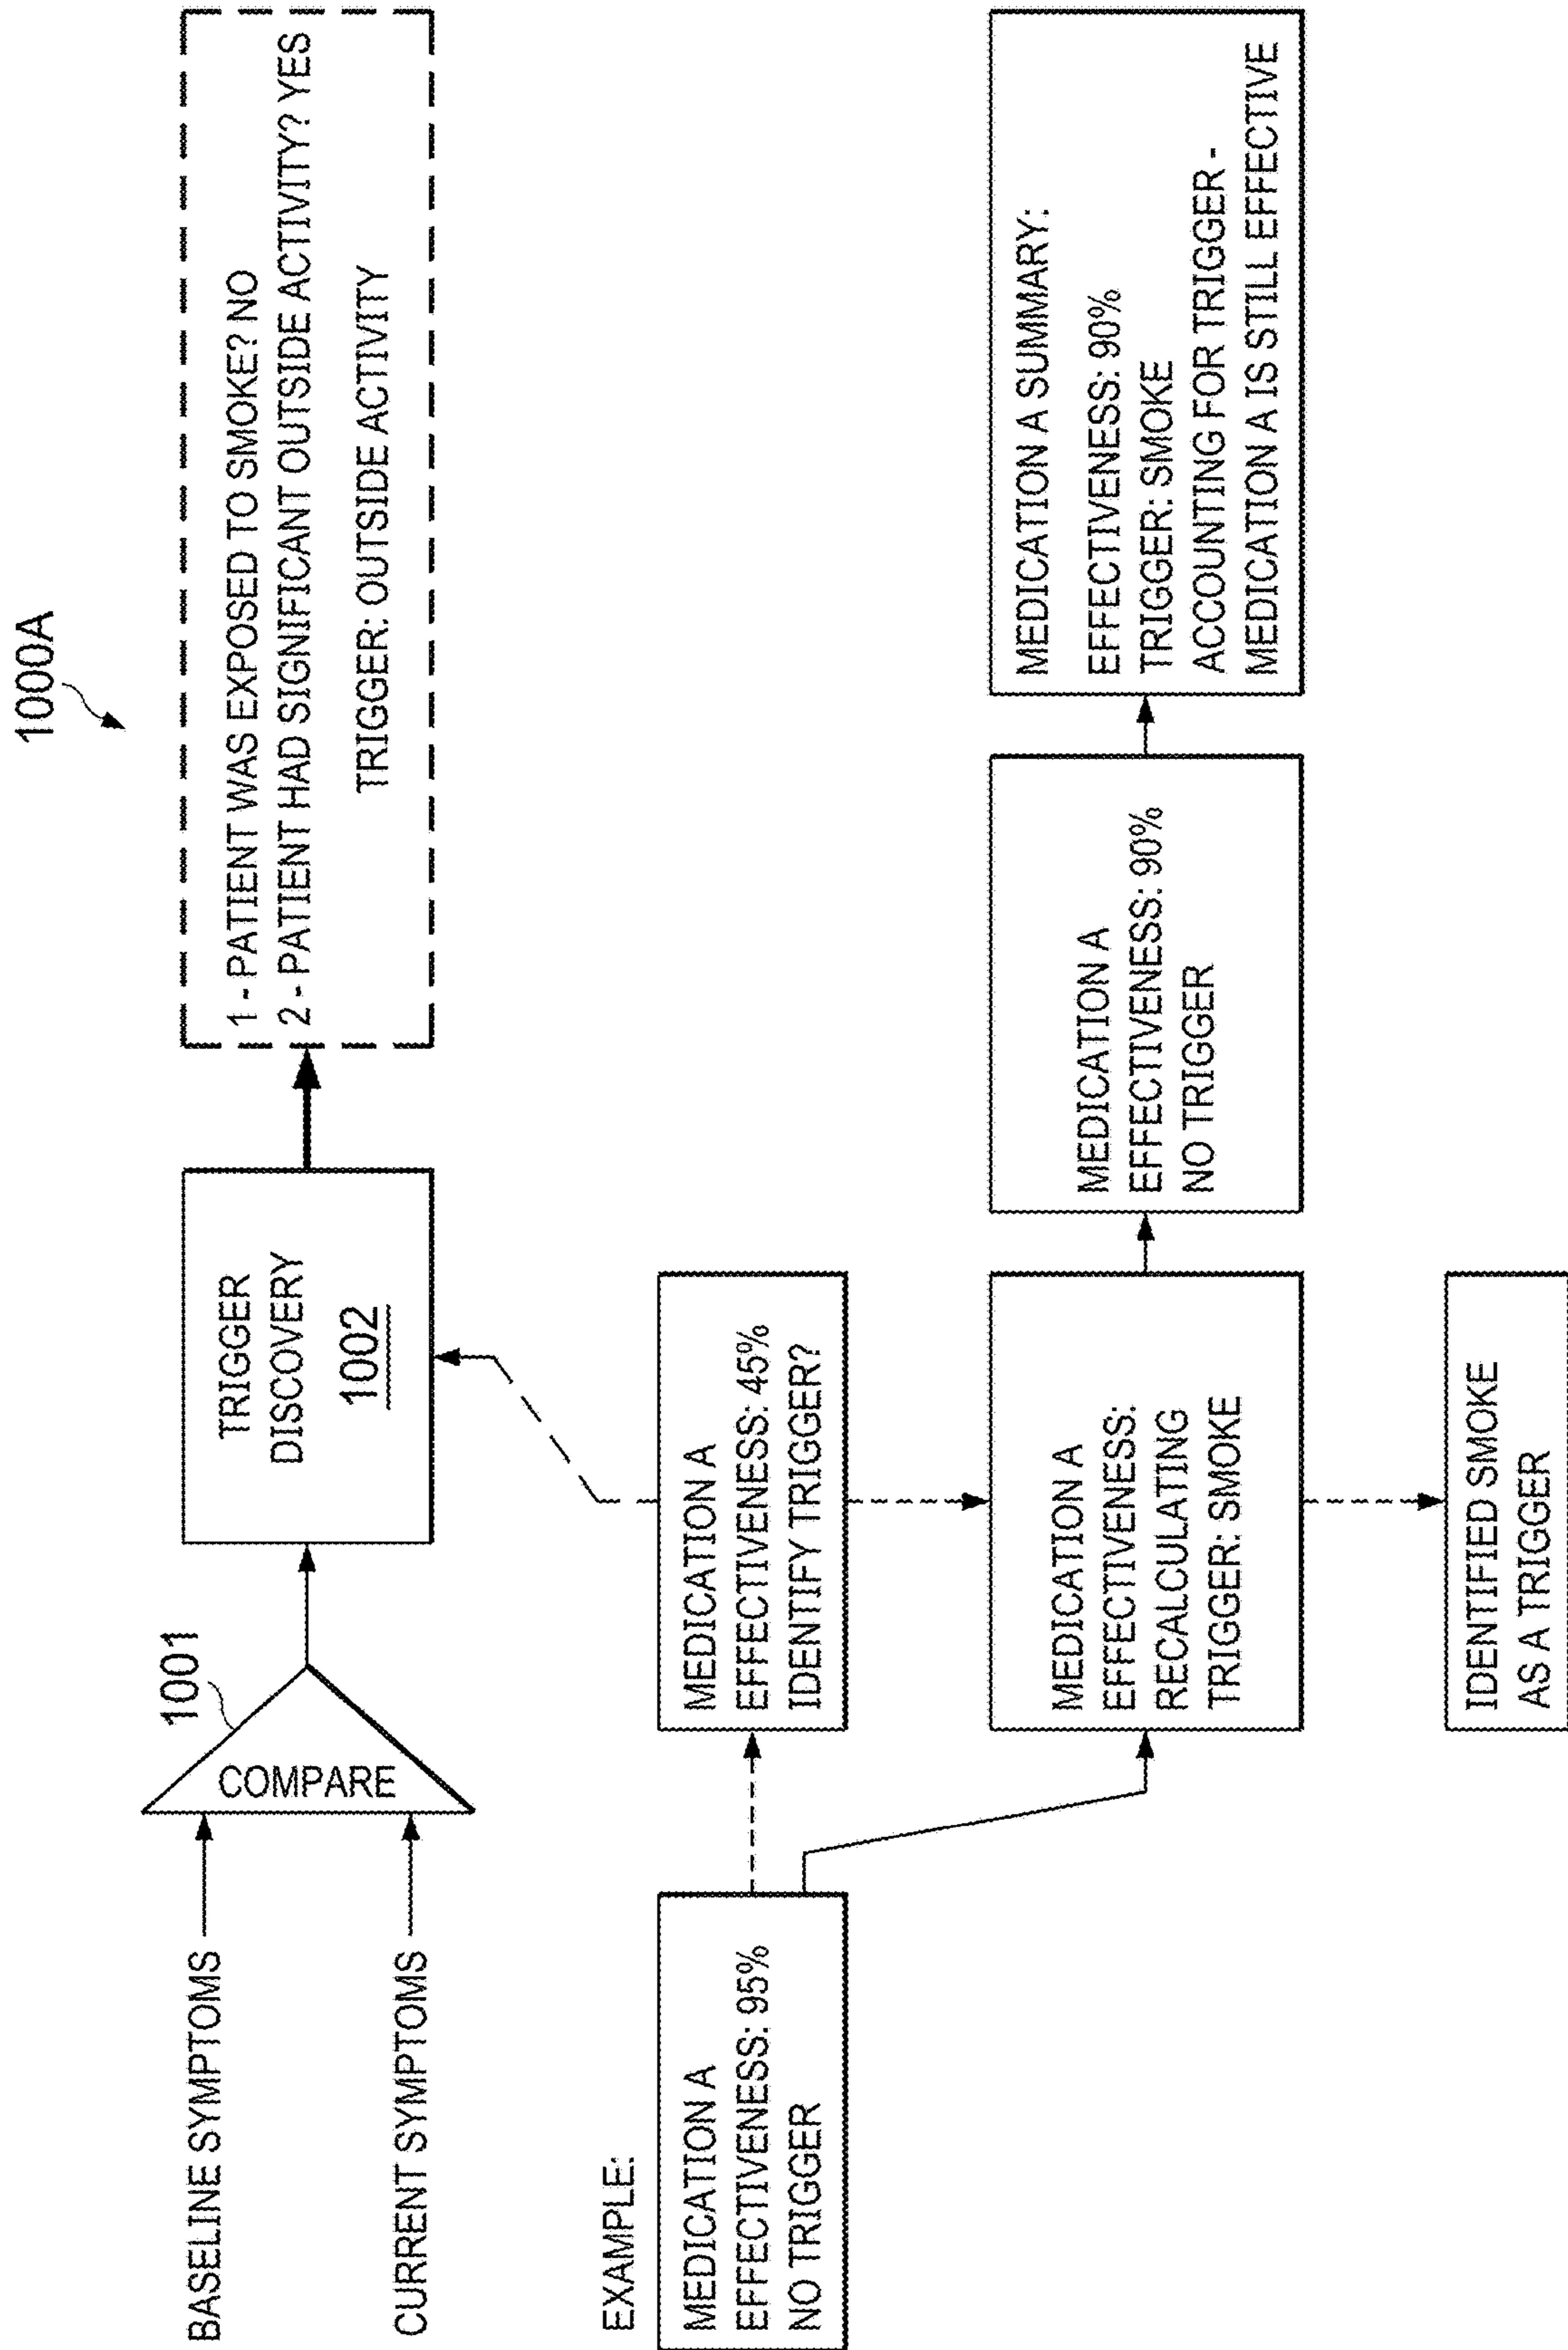 1000A
BASELINE SYMPTOMS
CURRENT SYMPTOMS
COMPARE
1001
TRIGGER
DISCOVERY
1002
1 - PATIENT WAS EXPOSED TO SMOKE? NO
2 - PATIENT HAD SIGNIFICANT OUTSIDE ACTIVITY? YES
TRIGGER: OUTSIDE ACTIVITY
EXAMPLE:
MEDICATION A
EFFECTIVENESS: 95%
NO TRIGGER
MEDICATION A
EFFECTIVENESS: 45%
IDENTIFY TRIGGER?
MEDICATION A
EFFECTIVENESS:
RECALCULATING
TRIGGER: SMOKE
MEDICATION A
EFFECTIVENESS: 90%
NO TRIGGER
MEDICATION A SUMMARY:
EFFECTIVENESS: 90%
TRIGGER: SMOKE
ACCOUNTING FOR TRIGGER -
MEDICATION A IS STILL EFFECTIVE
IDENTIFIED SMOKE
AS A TRIGGER